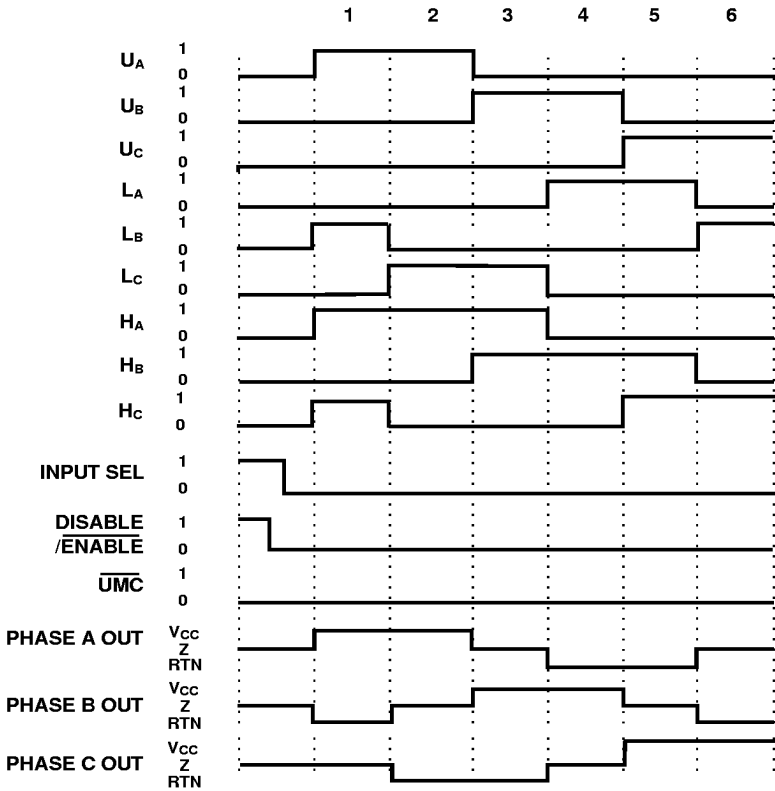 1 2 3 4 5 6
UA 1
0
UB 1
0
UC 1
0
LA 1
0
LB 1
0
LC 1
0
HA 1
0
HB 1
0
HC 1
0
INPUT SEL 1
0
DISABLE 1
/ENABLE 0
UMC 1
0
PHASE A OUT VCC
Z
RTN
PHASE B OUT VCC
Z
RTN
PHASE C OUT VCC
Z
RTN